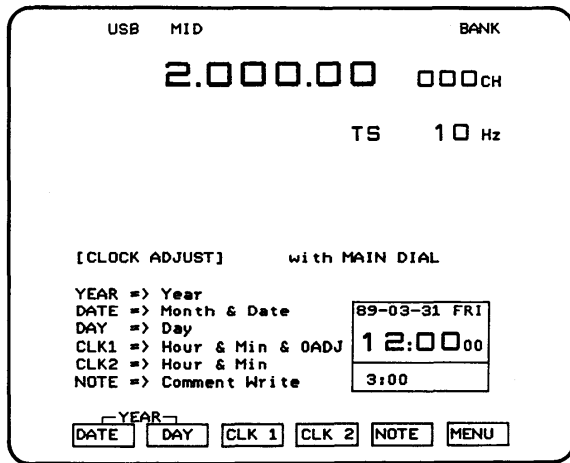 USB MID BANK
2.000.00 000CH
TS 10 Hz
[CLOCK ADJUST] with MAIN DIAL
YEAR => Year
DATE => Month & Date
DAY => Day
CLK1 => Hour & Min & 0ADJ
CLK2 => Hour & Min
NOTE => Comment Write
89-03-31 FRI
12:00 00
3:00
YEAR
DATE DAY CLK 1 CLK 2 NOTE MENU